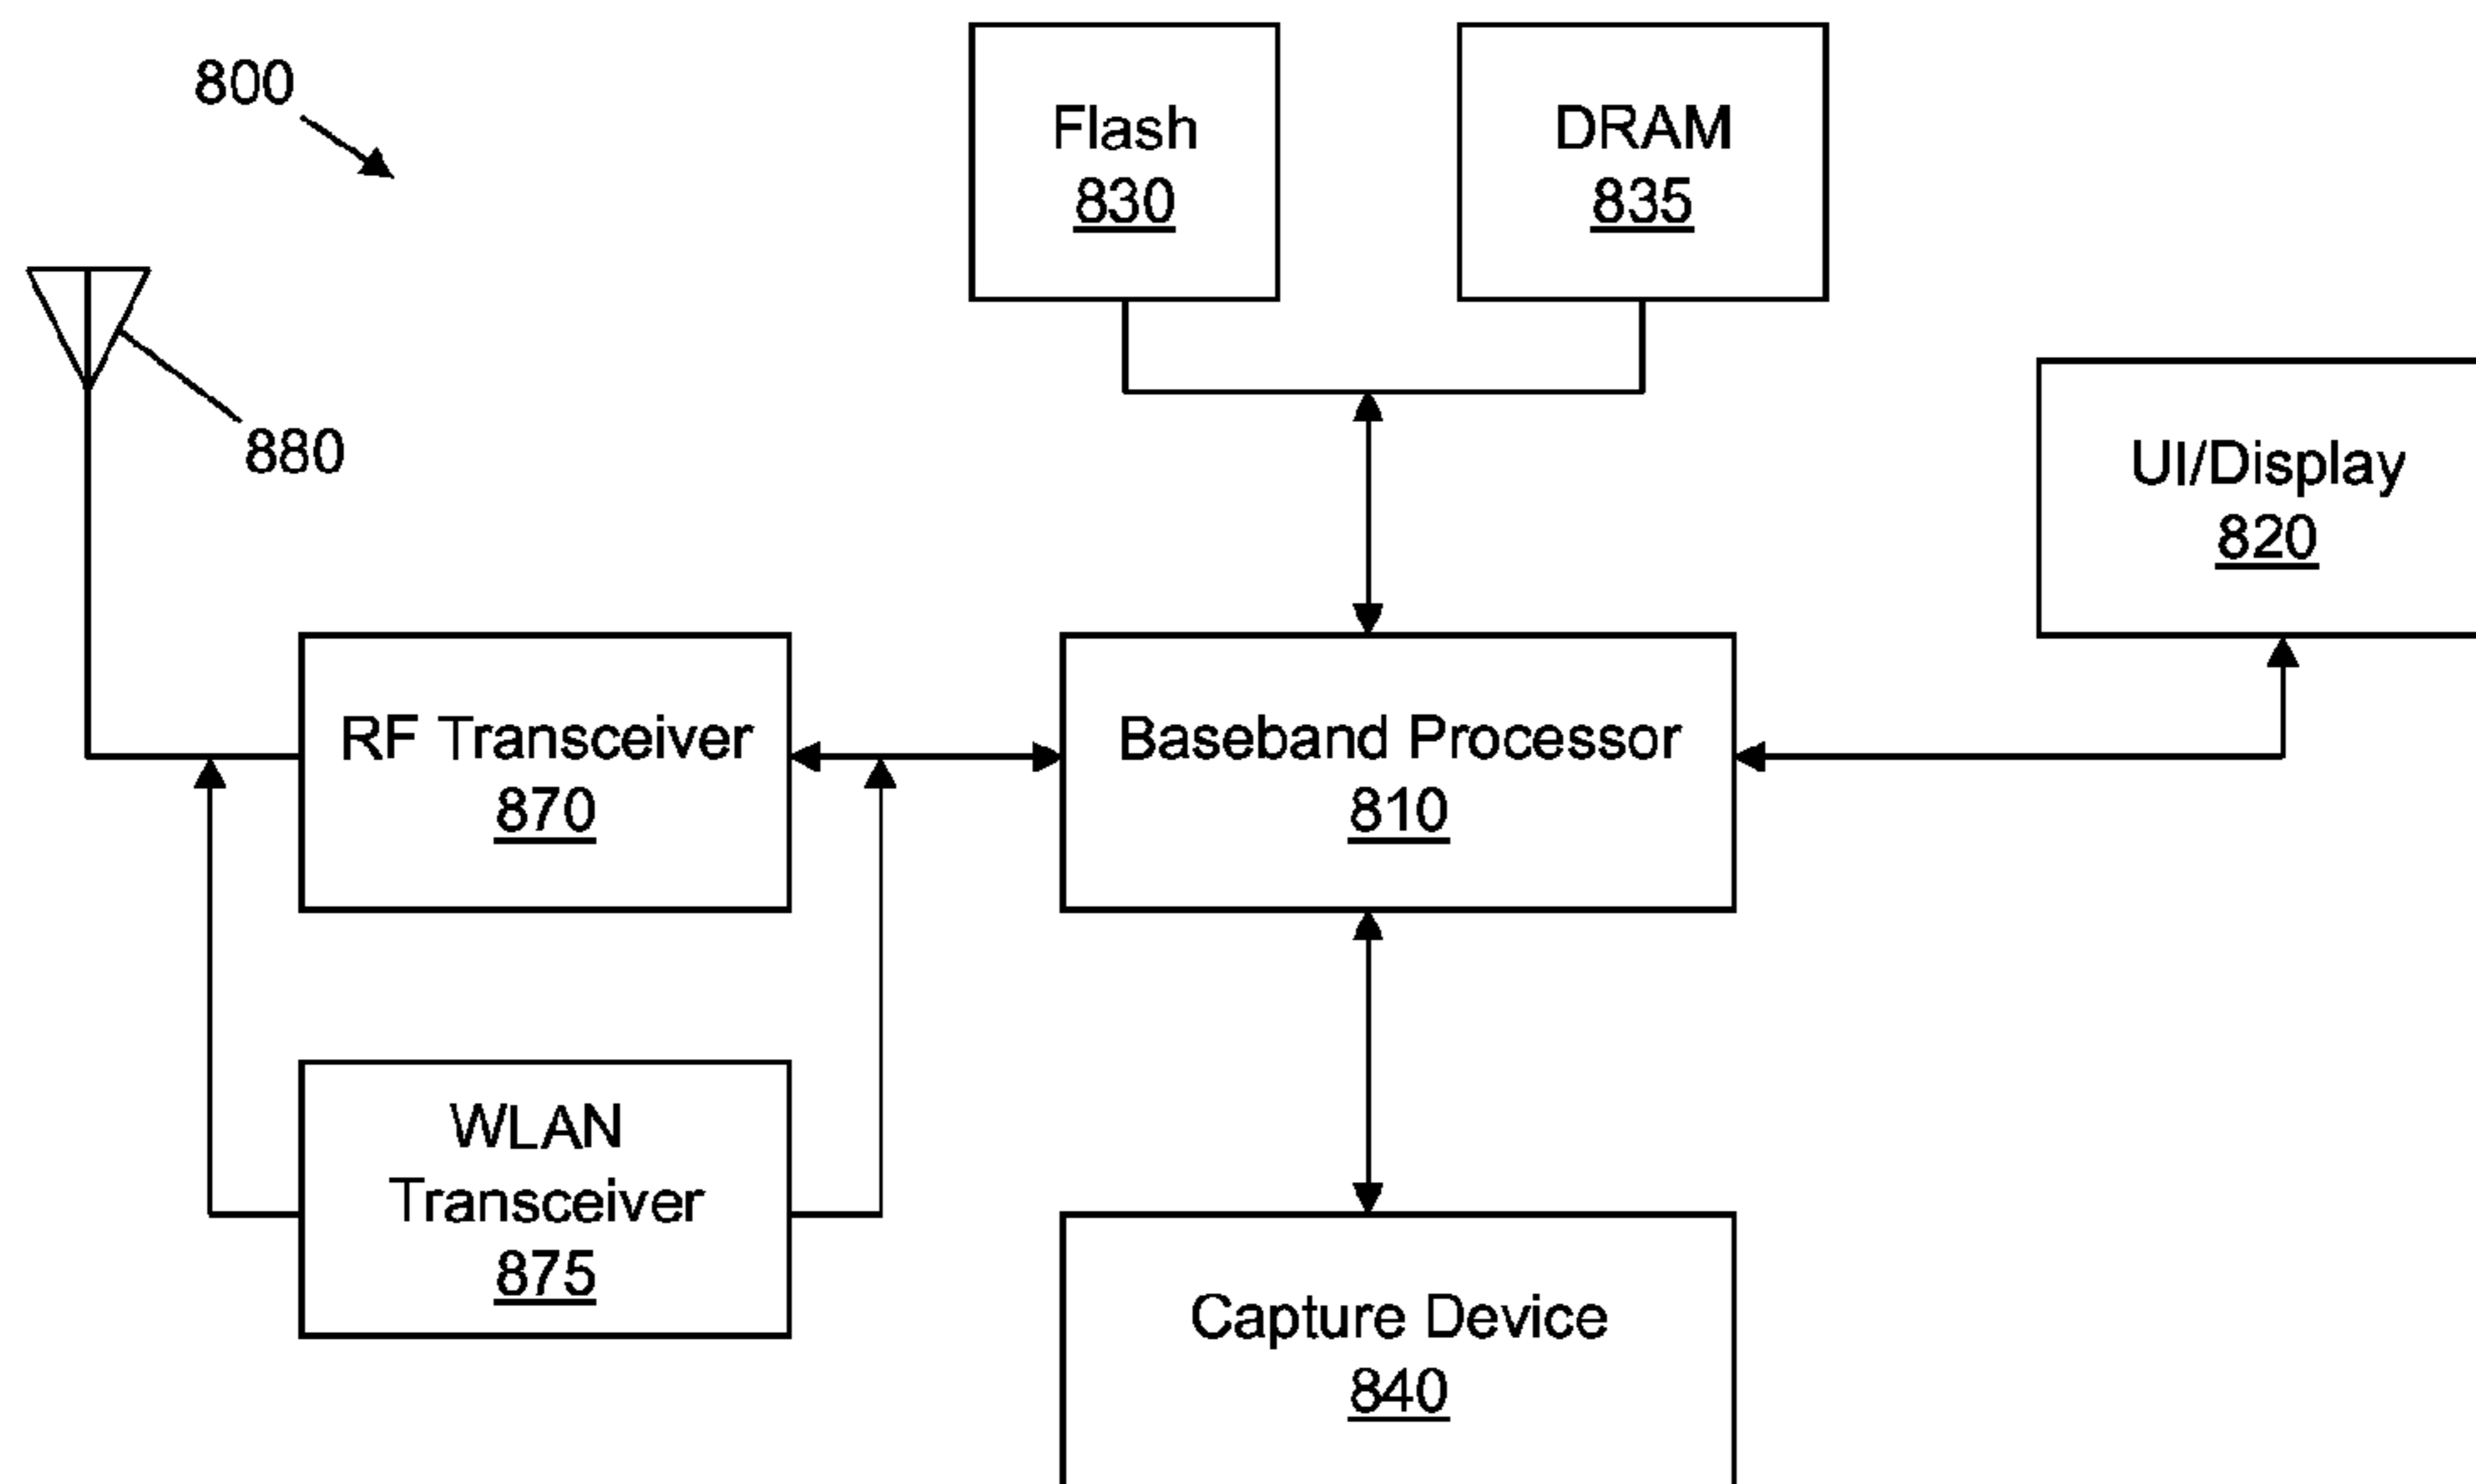 800
Flash
830
DRAM
835
880
UI/Display
820
RF Transceiver
870
Baseband Processor
810
WLAN
Transceiver
875
Capture Device
840